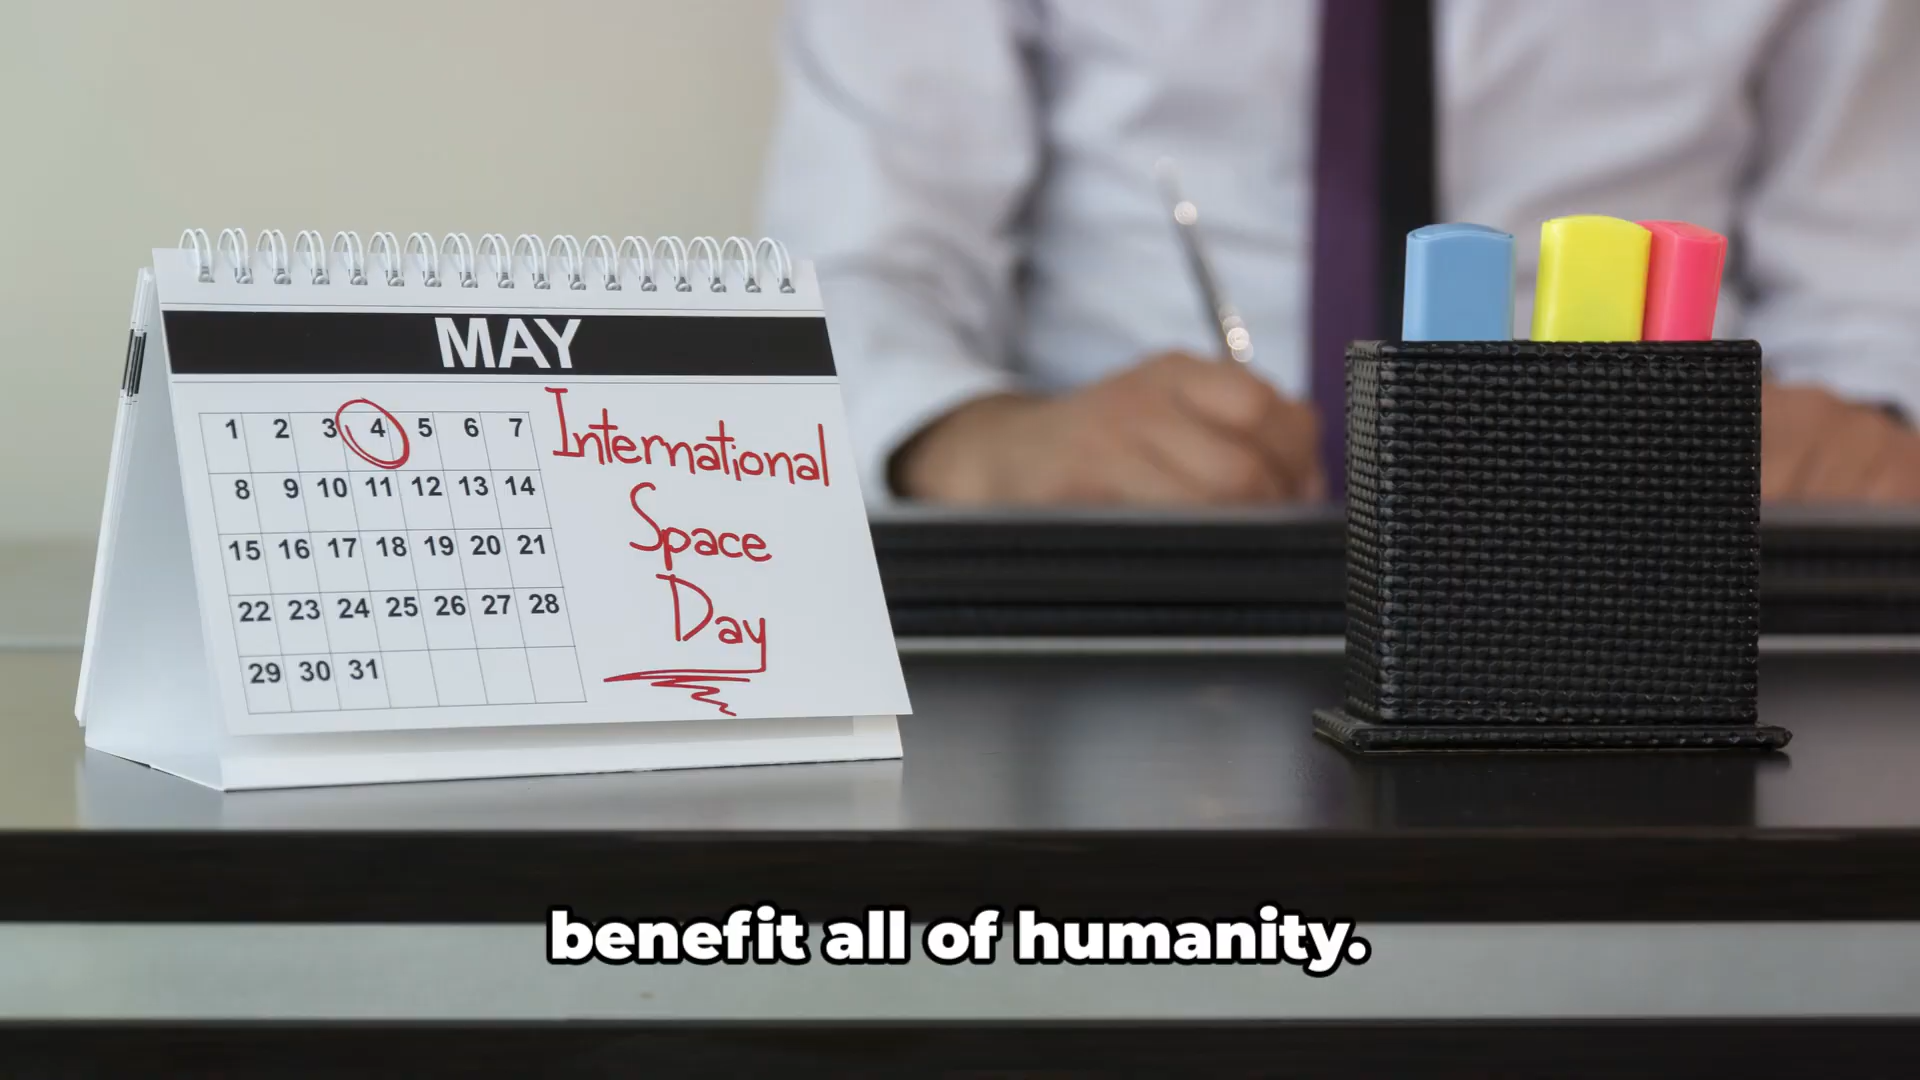 MAY
1 2 3 4 5 6 7
8 9 10 11 12 13 14
15 16 17 18 19 20 21
22 23 24 25 26 27 28
29 30 31
International
Space
Day
benefit all of humanity.